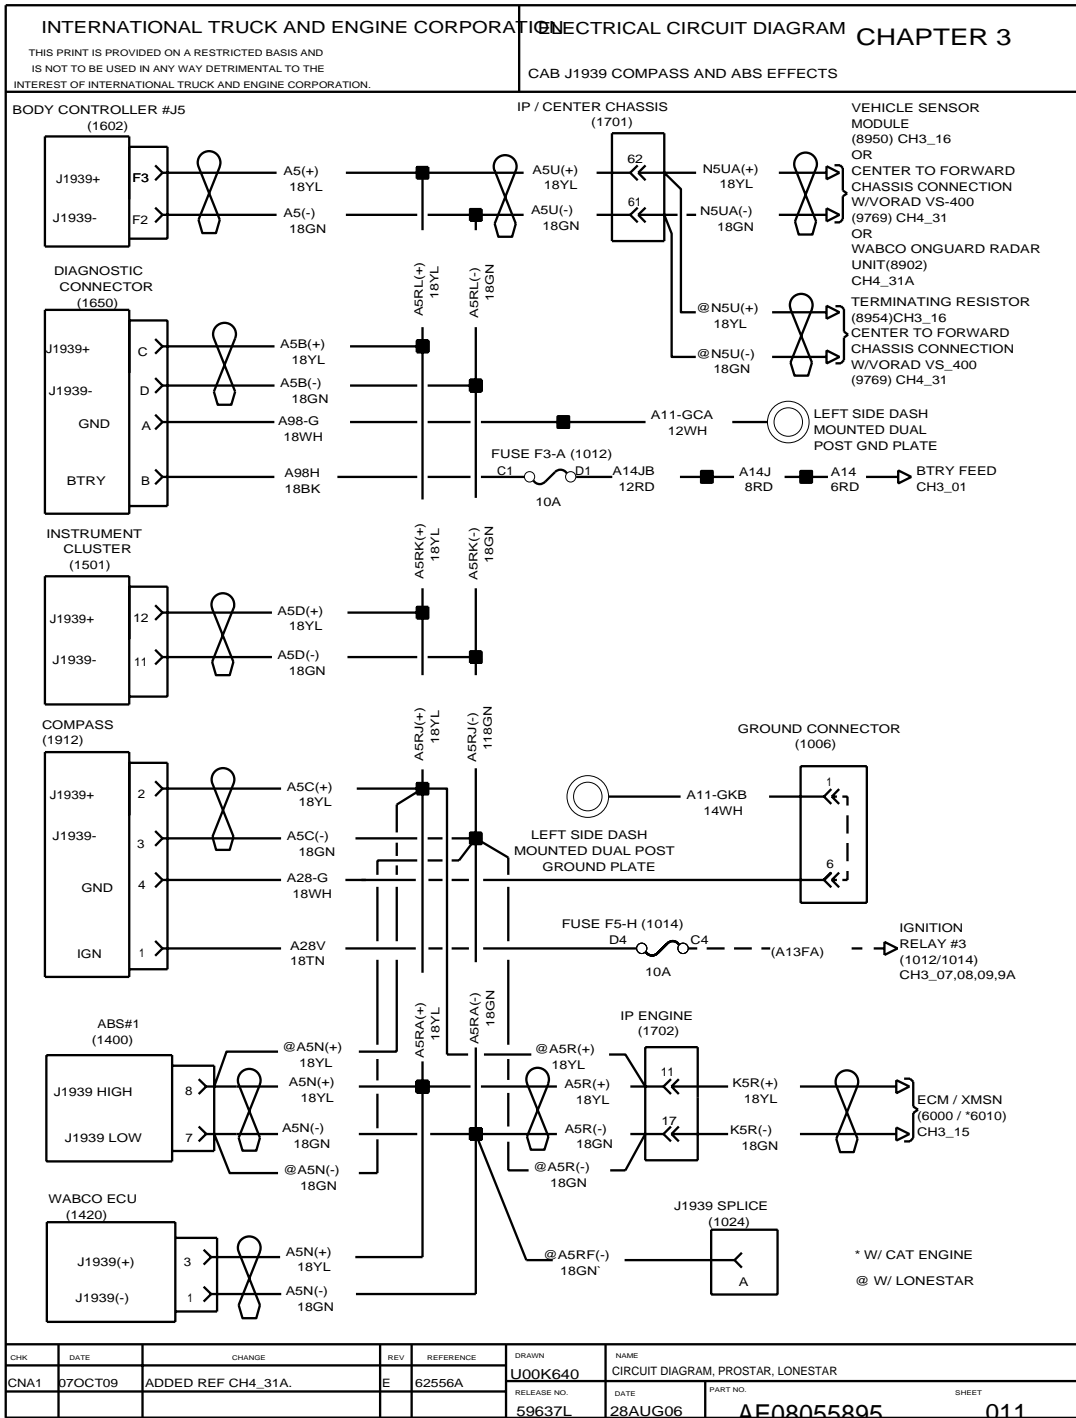 INTERNATIONAL TRUCK AND ENGINE CORPORATION
THIS PRINT IS PROVIDED ON A RESTRICTED BASIS AND
IS NOT TO BE USED IN ANY WAY DETRIMENTAL TO THE
INTEREST OF INTERNATIONAL TRUCK AND ENGINE CORPORATION.
ELECTRICAL CIRCUIT DIAGRAM
CHAPTER 3
CAB J1939 COMPASS AND ABS EFFECTS
BODY CONTROLLER #J5
(1602)
J1939+
F3
J1939-
F2
A5(+)
18YL
A5(-)
18GN
IP / CENTER CHASSIS
(1701)
A5U(+)
18YL
A5U(-)
18GN
62
61
N5UA(+)
18YL
N5UA(-)
18GN
VEHICLE SENSOR
MODULE
(8950) CH3_16
OR
CENTER TO FORWARD
CHASSIS CONNECTION
W/VORAD VS-400
(9769) CH4_31
OR
WABCO ONGUARD RADAR
UNIT(8902)
CH4_31A
@N5U(+)
18YL
@N5U(-)
18GN
TERMINATING RESISTOR
(8954)CH3_16
CENTER TO FORWARD
CHASSIS CONNECTION
W/VORAD VS_400
(9769) CH4_31
A5RL(+)
18YL
A5RL(-)
18GN
DIAGNOSTIC
CONNECTOR
(1650)
J1939+
C
J1939-
D
GND
A
BTRY
B
A5B(+)
18YL
A5B(-)
18GN
A98-G
18WH
A98H
18BK
A11-GCA
12WH
LEFT SIDE DASH
MOUNTED DUAL
POST GND PLATE
FUSE F3-A (1012)
C1
D1
10A
A14JB
12RD
A14J
8RD
A14
6RD
BTRY FEED
CH3_01
A5RK(+)
18YL
A5RK(-)
18GN
INSTRUMENT
CLUSTER
(1501)
J1939+
12
J1939-
11
A5D(+)
18YL
A5D(-)
18GN
A5RJ(+)
18YL
A5RJ(-)
118GN
COMPASS
(1912)
J1939+
2
J1939-
3
GND
4
IGN
1
A5C(+)
18YL
A5C(-)
18GN
A28-G
18WH
A28V
18TN
GROUND CONNECTOR
(1006)
1
6
A11-GKB
14WH
LEFT SIDE DASH
MOUNTED DUAL POST
GROUND PLATE
FUSE F5-H (1014)
D4
C4
10A
(A13FA)
IGNITION
RELAY #3
(1012/1014)
CH3_07,08,09,9A
A5RA(+)
18YL
A5RA(-)
18GN
ABS#1
(1400)
J1939 HIGH
8
J1939 LOW
7
@A5N(+)
18YL
A5N(+)
18YL
A5N(-)
18GN
@A5N(-)
18GN
IP ENGINE
(1702)
@A5R(+)
18YL
A5R(+)
18YL
A5R(-)
18GN
@A5R(-)
18GN
11
17
K5R(+)
18YL
K5R(-)
18GN
ECM / XMSN
(6000 / *6010)
CH3_15
WABCO ECU
(1420)
J1939(+)
3
J1939(-)
1
A5N(+)
18YL
A5N(-)
18GN
J1939 SPLICE
(1024)
@A5RF(-)
18GN`
A
* W/ CAT ENGINE
@ W/ LONESTAR
CHK DATE CHANGE REV REFERENCE
CNA1 07OCT09 ADDED REF CH4_31A. E 62556A
DRAWN
U00K640
NAME
CIRCUIT DIAGRAM, PROSTAR, LONESTAR
RELEASE NO.
59637L
DATE
28AUG06
PART NO.
AE08055895
SHEET
011